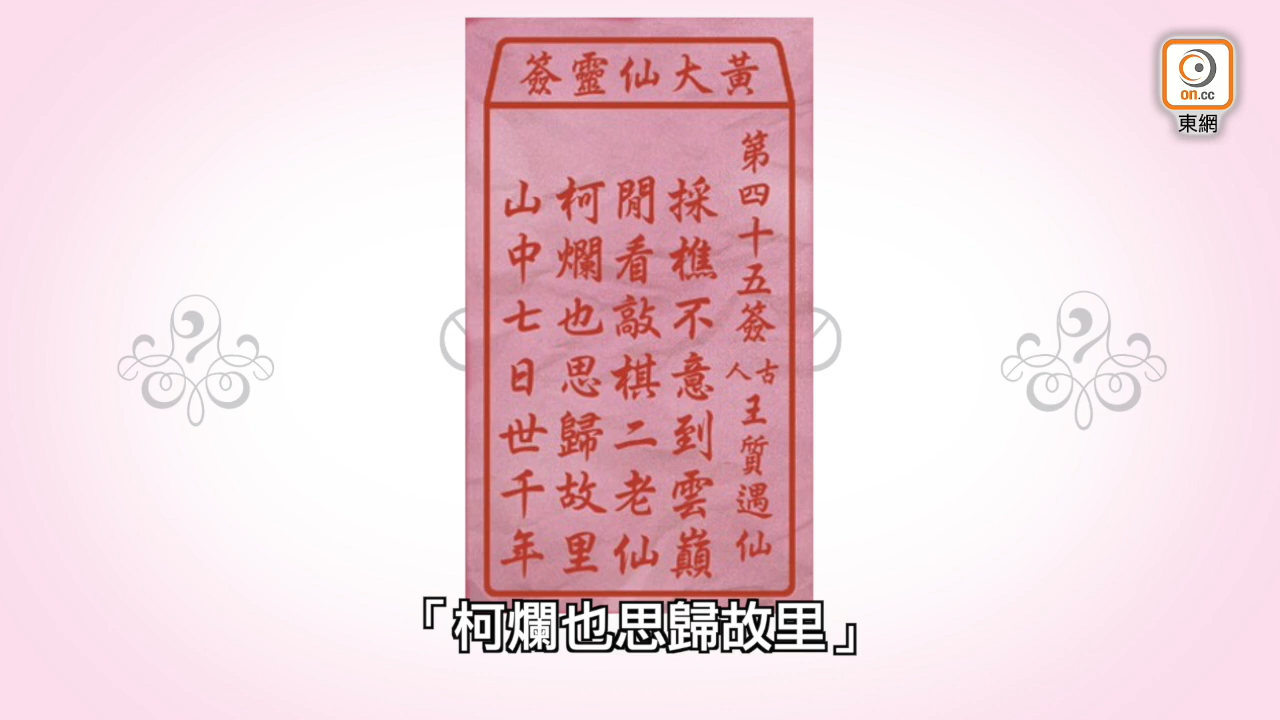 黃大仙靈簽
第四十五簽 古人 王質遇仙
採樵不意到雲巔
閒看敲棋二老仙
柯爛也思歸故里
山中七日世千年
「柯爛也思歸故里」
on.cc
東網